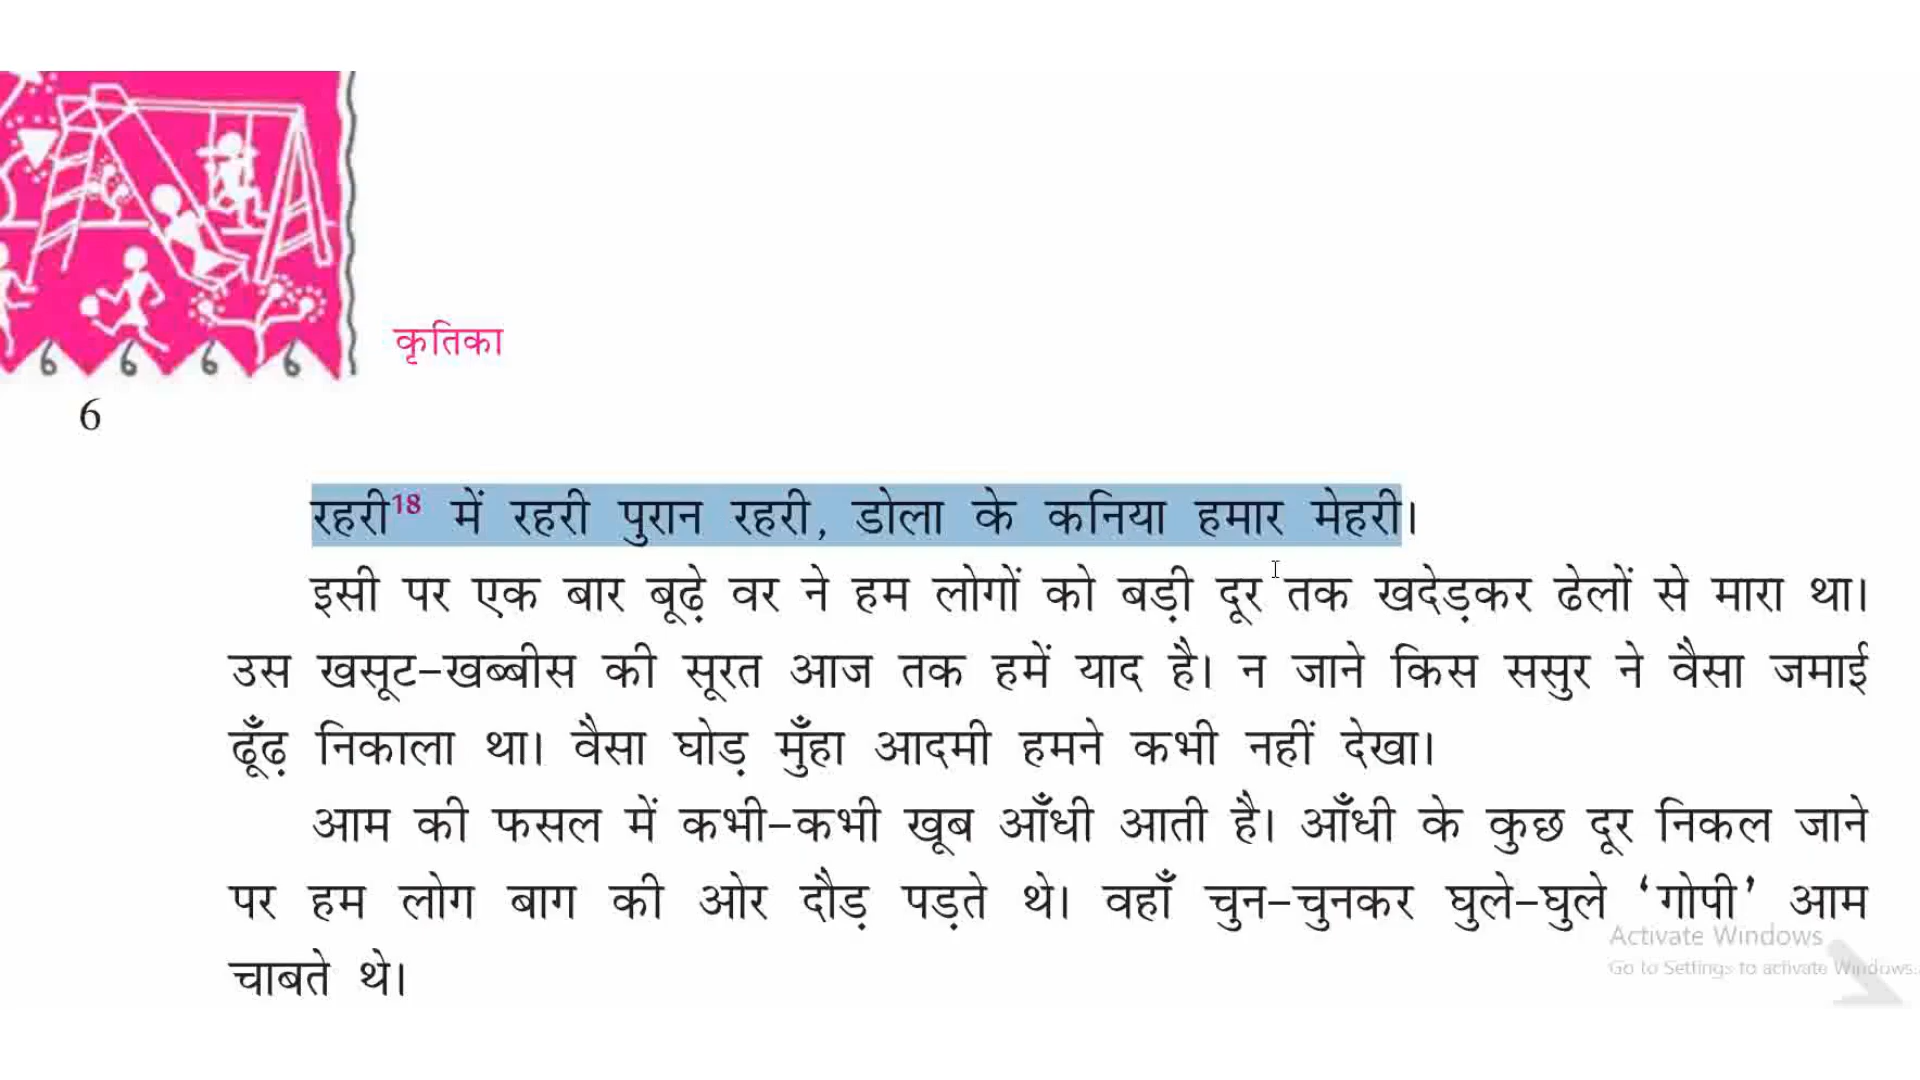 कृतिका
6
रहरी18 में रहरी पुरान रहरी, डोला के कनिया हमार मेहरी।
इसी पर एक बार बूढ़े वर ने हम लोगों को बड़ी दूर तक खदेड़कर ढेलों से मारा था।
उस खसूट-खब्बीस की सूरत आज तक हमें याद है। न जाने किस ससुर ने वैसा जमाई
ढूँढ़ निकाला था। वैसा घोड़ मुँहा आदमी हमने कभी नहीं देखा।
आम की फसल में कभी-कभी खूब आँधी आती है। आँधी के कुछ दूर निकल जाने
पर हम लोग बाग की ओर दौड़ पड़ते थे। वहाँ चुन-चुनकर घुले-घुले ‘गोपी’ आम
चाबते थे।
Activate Windows
Go to Settings to activate Windows.